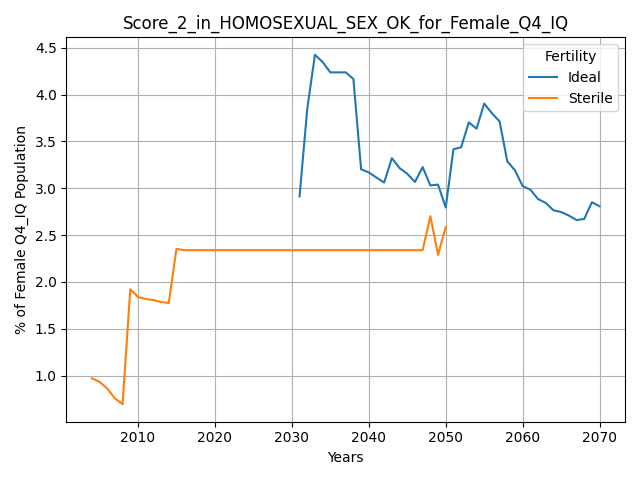 Score_2_in_HOMOSEXUAL_SEX_OK_for_Female_Q4_IQ
Fertility
Ideal
Sterile
% of Female Q4_IQ Population
4.5
4.0
3.5
3.0
2.5
2.0
1.5
1.0
2010 2020 2030 2040 2050 2060 2070
Years